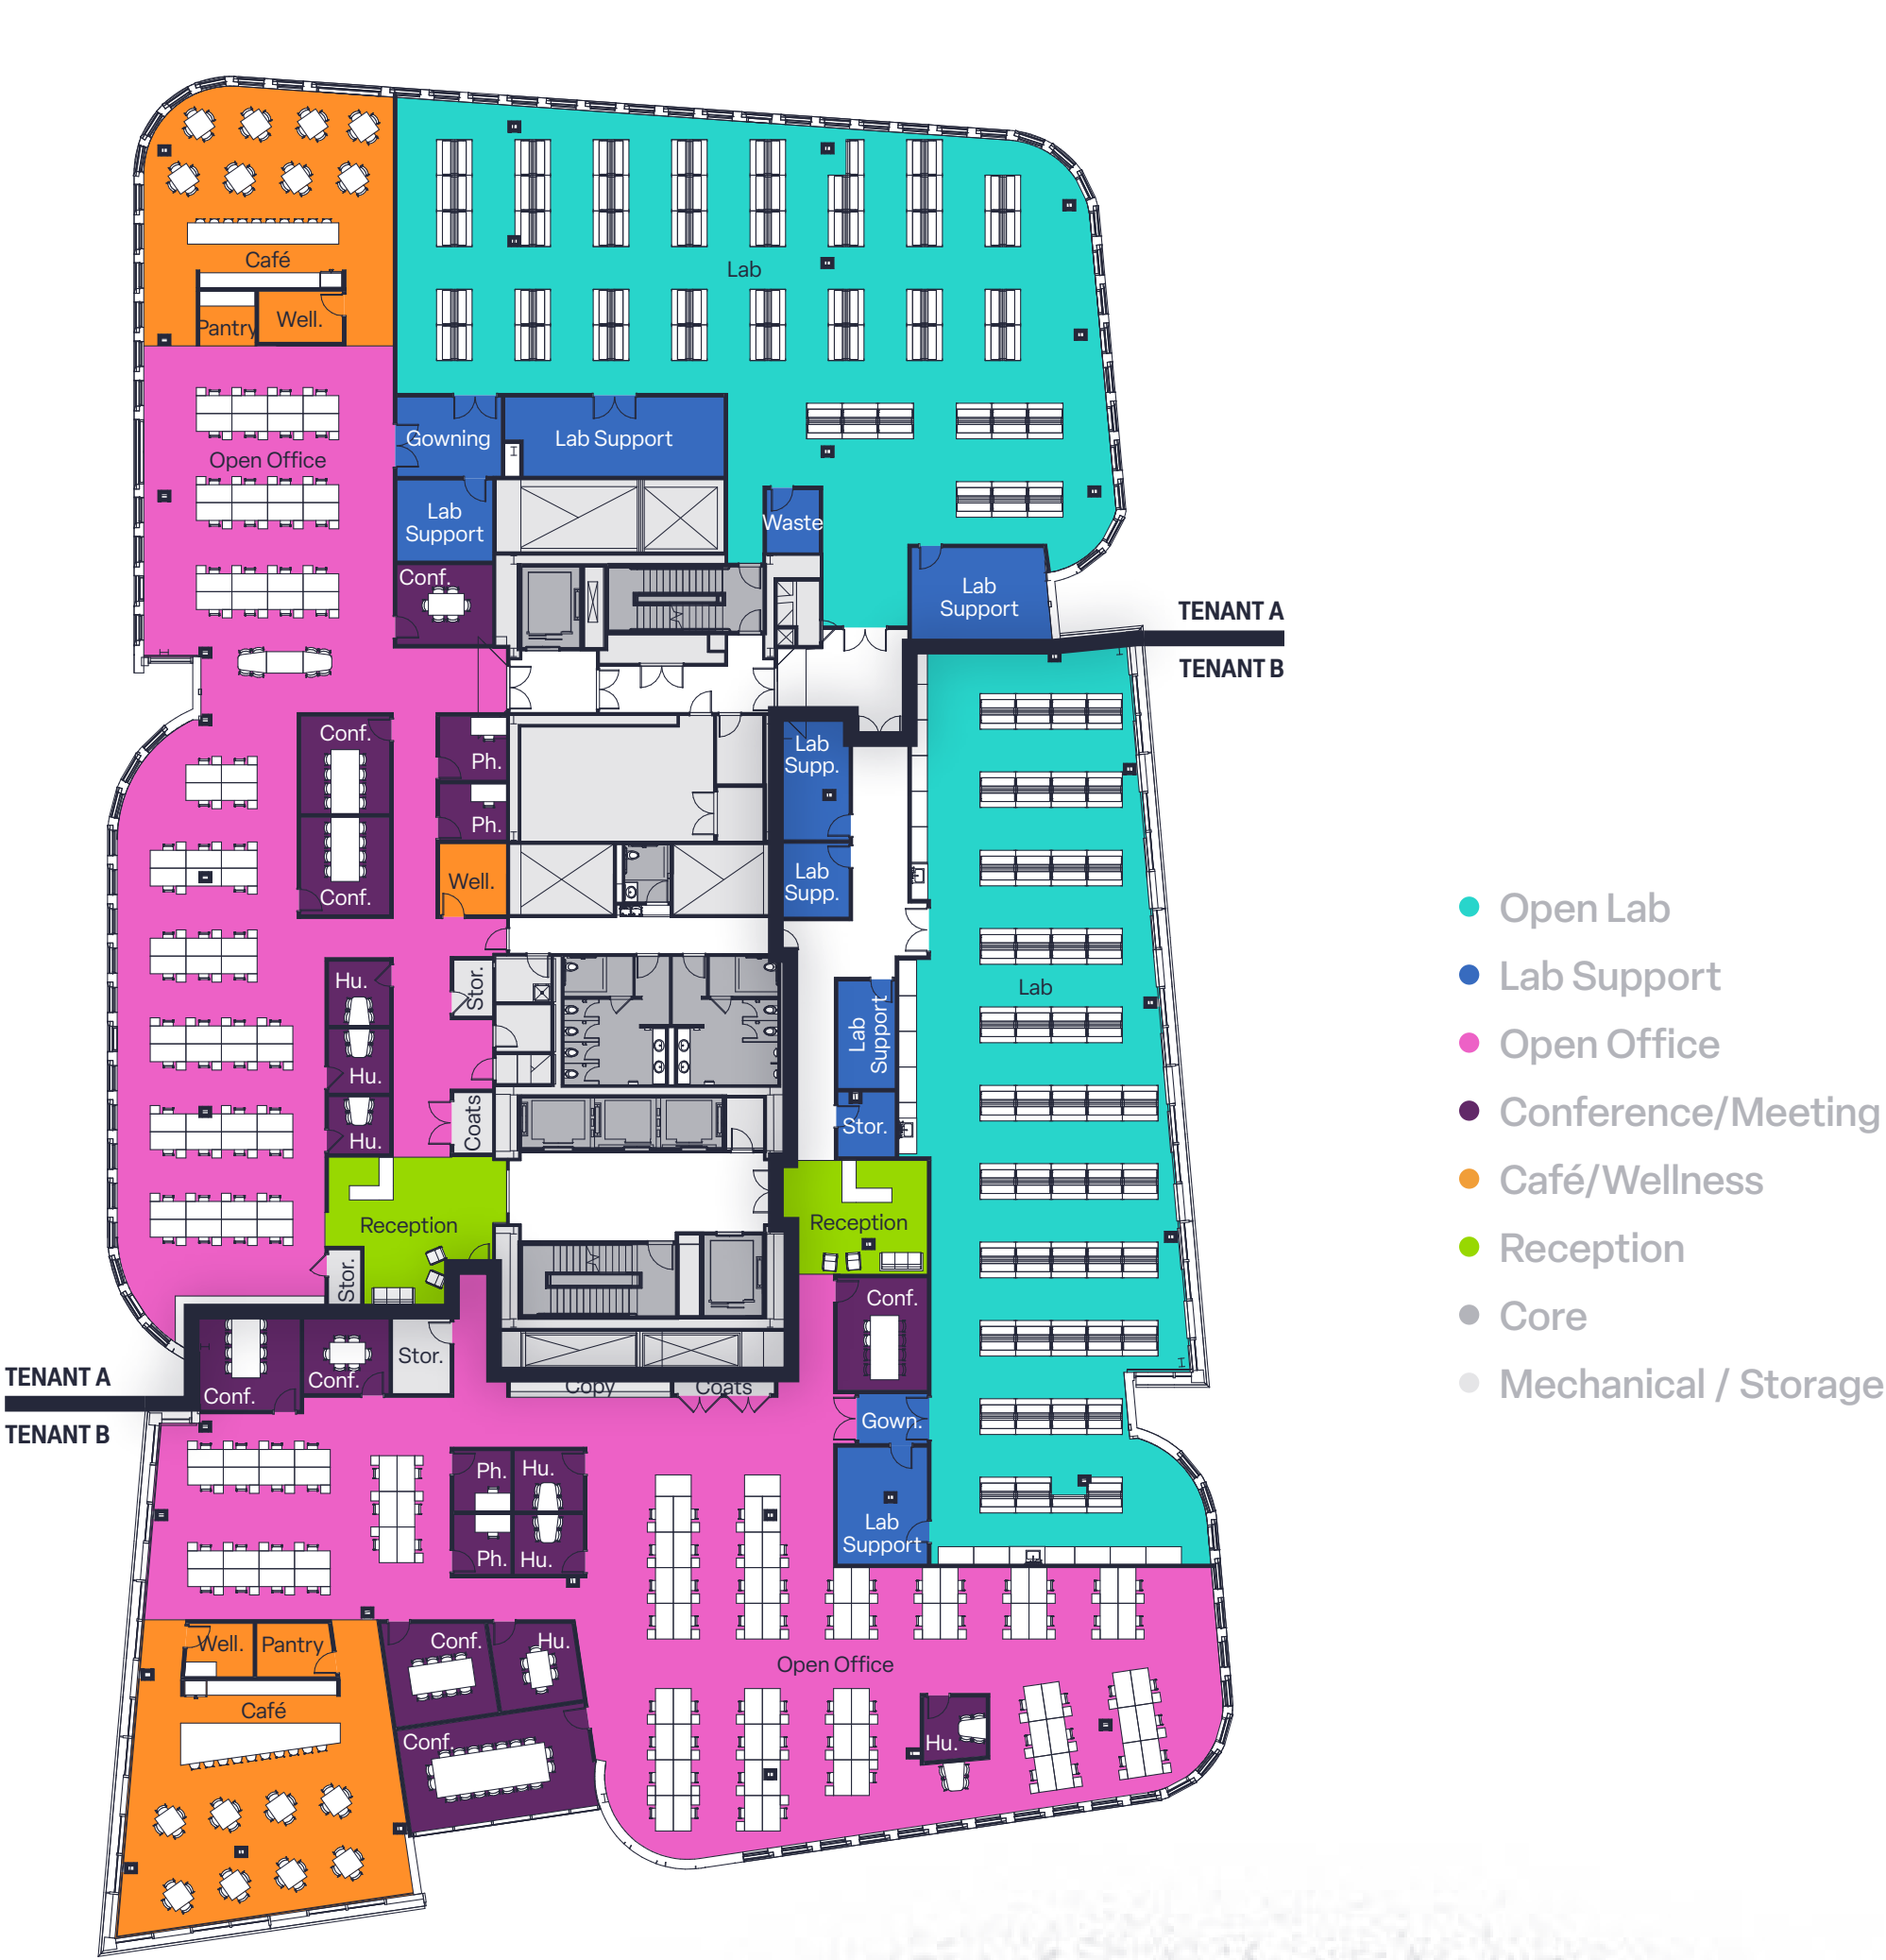 Café
Pantry
Well.
Lab
Open Office
Gowning
Lab Support
Lab
Support
Waste
Conf.
Lab
Support
TENANT A
TENANT B
Conf.
Ph.
Lab
Supp.
Ph.
Conf.
Well.
Lab
Supp.
Hu.
Stor.
Lab
Hu.
Lab
Support
Hu.
Coats
Stor.
Reception
Reception
Stor.
Conf.
Conf.
Conf.
Stor.
Copy
Coats
TENANT A
TENANT B
Gown.
Ph.
Hu.
Ph.
Hu.
Lab
Support
Well.
Pantry
Conf.
Hu.
Open Office
Café
Conf.
Hu.
Open Lab
Lab Support
Open Office
Conference/Meeting
Café/Wellness
Reception
Core
Mechanical / Storage